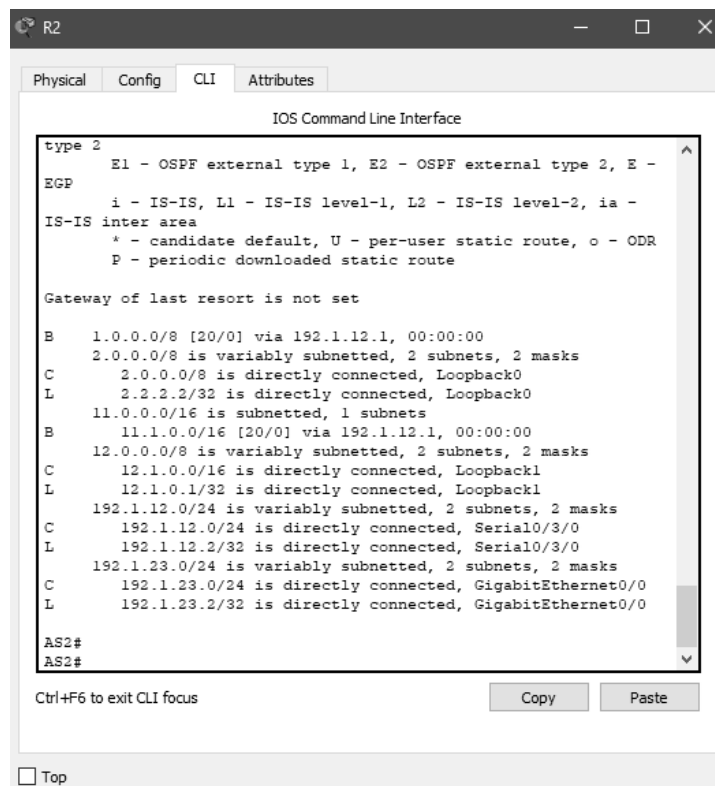 R2
Physical Config CLI Attributes
IOS Command Line Interface
type 2
E1 - OSPF external type 1, E2 - OSPF external type 2, E -
EGP
i - IS-IS, L1 - IS-IS level-1, L2 - IS-IS level-2, ia -
IS-IS inter area
* - candidate default, U - per-user static route, o - ODR
P - periodic downloaded static route
Gateway of last resort is not set
B 1.0.0.0/8 [20/0] via 192.1.12.1, 00:00:00
2.0.0.0/8 is variably subnetted, 2 subnets, 2 masks
C 2.0.0.0/8 is directly connected, Loopback0
L 2.2.2.2/32 is directly connected, Loopback0
11.0.0.0/16 is subnetted, 1 subnets
B 11.1.0.0/16 [20/0] via 192.1.12.1, 00:00:00
12.0.0.0/8 is variably subnetted, 2 subnets, 2 masks
C 12.1.0.0/16 is directly connected, Loopback1
L 12.1.0.1/32 is directly connected, Loopback1
192.1.12.0/24 is variably subnetted, 2 subnets, 2 masks
C 192.1.12.0/24 is directly connected, Serial0/3/0
L 192.1.12.2/32 is directly connected, Serial0/3/0
192.1.23.0/24 is variably subnetted, 2 subnets, 2 masks
C 192.1.23.0/24 is directly connected, GigabitEthernet0/0
L 192.1.23.2/32 is directly connected, GigabitEthernet0/0
AS2#
AS2#
Ctrl+F6 to exit CLI focus Copy Paste
Top